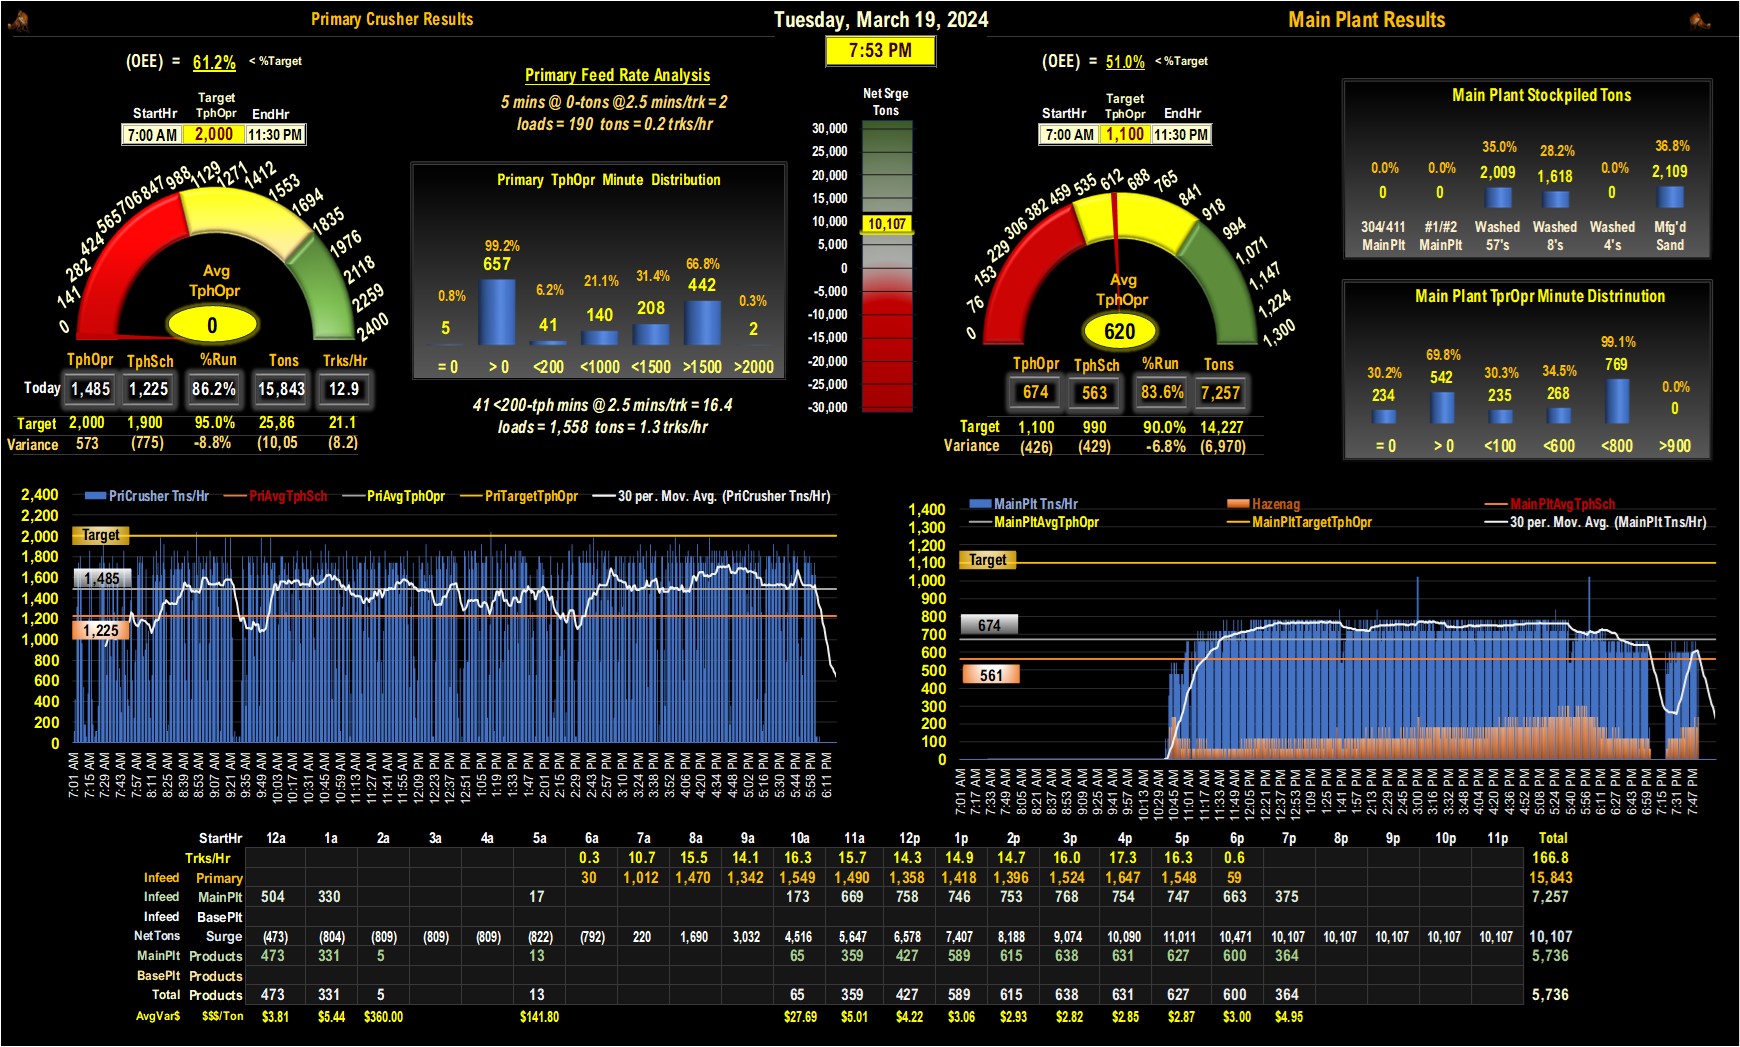 Primary Crusher Results
Tuesday, March 19, 2024
Main Plant Results
7:53 PM
(OEE) = 61.2% < %Target
Target
StartHr TphOpr EndHr
7:00 AM 2,000 11:30 PM
0 141 282 424 565 706 847 988 1129 1271 1412 1553 1694 1835 1976 2118 2259 2400
Avg
TphOpr
0
TphOpr TphSch %Run Tons Trks/Hr
Today 1,485 1,225 86.2% 15,843 12.9
Target 2,000 1,900 95.0% 25,86 21.1
Variance 573 (775) -8.8% (10,05 (8.2)
Primary Feed Rate Analysis
5 mins @ 0-tons @2.5 mins/trk = 2
loads = 190 tons = 0.2 trks/hr
Primary TphOpr Minute Distribution
0.8% 99.2% 6.2% 21.1% 31.4% 66.8% 0.3%
5 657 41 140 208 442 2
= 0 > 0 <200 <1000 <1500 >1500 >2000
41 <200-tph mins @ 2.5 mins/trk = 16.4
loads = 1,558 tons = 1.3 trks/hr
Net Srge
Tons
30,000
25,000
20,000
15,000
10,000
10,107
5,000
0
-5,000
-10,000
-15,000
-20,000
-25,000
-30,000
(OEE) = 51.0% < %Target
Target
StartHr TphOpr EndHr
7:00 AM 1,100 11:30 PM
0 76 153 229 306 382 459 535 612 688 765 841 918 994 1,071 1,147 1,224 1,300
Avg
TphOpr
620
TphOpr TphSch %Run Tons
674 563 83.6% 7,257
Target 1,100 990 90.0% 14,227
Variance (426) (429) -6.8% (6,970)
Main Plant Stockpiled Tons
0.0% 0.0% 35.0% 28.2% 0.0% 36.8%
0 0 2,009 1,618 0 2,109
304/411 #1/#2 Washed Washed Washed Mfg'd
MainPlt MainPlt 57's 8's 4's Sand
Main Plant TprOpr Minute Distrinution
30.2% 69.8% 30.3% 34.5% 99.1% 0.0%
234 542 235 268 769 0
= 0 > 0 <100 <600 <800 >900
PriCrusher Tns/Hr PriAvgTphSch PriAvgTphOpr PriTargetTphOpr 30 per. Mov. Avg. (PriCrusher Tns/Hr)
2,400
2,200
2,000
1,800
1,600
1,400
1,200
1,000
800
600
400
200
0
Target
1,485
1,225
7:01 AM 7:15 AM 7:29 AM 7:43 AM 7:57 AM 8:11 AM 8:25 AM 8:39 AM 8:53 AM 9:07 AM 9:21 AM 9:35 AM 9:49 AM 10:03 AM 10:17 AM 10:31 AM 10:45 AM 10:59 AM 11:13 AM 11:27 AM 11:41 AM 11:55 AM 12:09 PM 12:23 PM 12:37 PM 12:51 PM 1:05 PM 1:19 PM 1:33 PM 1:47 PM 2:01 PM 2:15 PM 2:29 PM 2:43 PM 2:57 PM 3:10 PM 3:24 PM 3:38 PM 3:52 PM 4:06 PM 4:20 PM 4:34 PM 4:48 PM 5:02 PM 5:16 PM 5:30 PM 5:44 PM 5:58 PM 6:11 PM
MainPlt Tns/Hr Hazenag MainPltAvgTphSch
MainPltAvgTphOpr MainPltTargetTphOpr 30 per. Mov. Avg. (MainPlt Tns/Hr)
1,400
1,300
1,200
1,100
1,000
900
800
700
600
500
400
300
200
100
0
Target
674
561
7:01 AM 7:17 AM 7:33 AM 7:49 AM 8:05 AM 8:21 AM 8:37 AM 8:53 AM 9:09 AM 9:25 AM 9:41 AM 9:57 AM 10:13 AM 10:29 AM 10:45 AM 11:01 AM 11:17 AM 11:33 AM 11:49 AM 12:05 PM 12:21 PM 12:37 PM 12:53 PM 1:09 PM 1:25 PM 1:41 PM 1:57 PM 2:13 PM 2:29 PM 2:45 PM 3:00 PM 3:16 PM 3:32 PM 3:48 PM 4:04 PM 4:20 PM 4:36 PM 4:52 PM 5:08 PM 5:24 PM 5:40 PM 5:56 PM 6:11 PM 6:27 PM 6:43 PM 6:59 PM 7:15 PM 7:31 PM 7:47 PM
StartHr 12a 1a 2a 3a 4a 5a 6a 7a 8a 9a 10a 11a 12p 1p 2p 3p 4p 5p 6p 7p 8p 9p 10p 11p Total
Trks/Hr 0.3 10.7 15.5 14.1 16.3 15.7 14.3 14.9 14.7 16.0 17.3 16.3 0.6 166.8
Infeed Primary 30 1,012 1,470 1,342 1,549 1,490 1,358 1,418 1,396 1,524 1,647 1,548 59 15,843
Infeed MainPlt 504 330 17 173 669 758 746 753 768 754 747 663 375 7,257
Infeed BasePlt
NetTons Surge (473) (804) (809) (809) (809) (822) (792) 220 1,690 3,032 4,516 5,647 6,578 7,407 8,188 9,074 10,090 11,011 10,471 10,107 10,107 10,107 10,107 10,107 10,107
MainPlt Products 473 331 5 13 65 359 427 589 615 638 631 627 600 364 5,736
BasePlt Products
Total Products 473 331 5 13 65 359 427 589 615 638 631 627 600 364 5,736
AvgVar$ $$$/Ton $3.81 $5.44 $360.00 $141.80 $27.69 $5.01 $4.22 $3.06 $2.93 $2.82 $2.85 $2.87 $3.00 $4.95